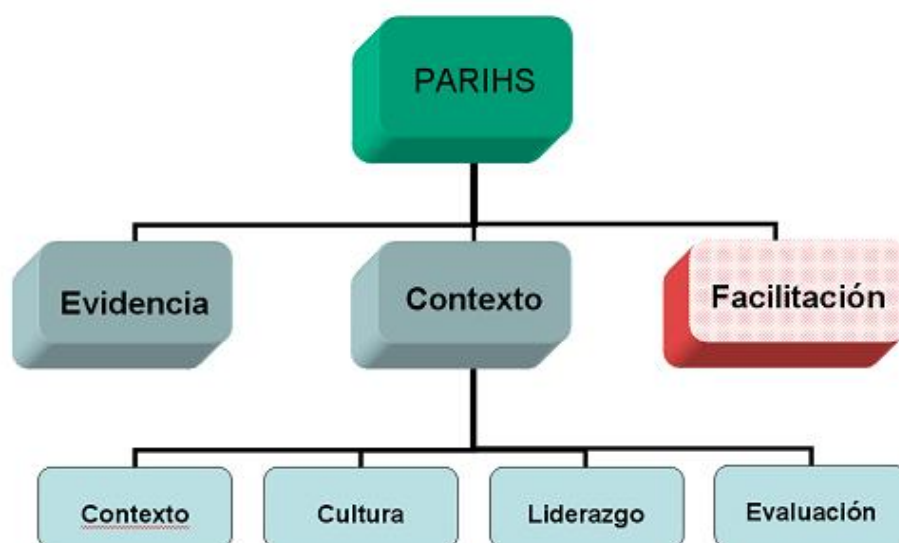 PARIHS
Evidencia
Contexto
Facilitación
Contexto
Cultura
Liderazgo
Evaluación